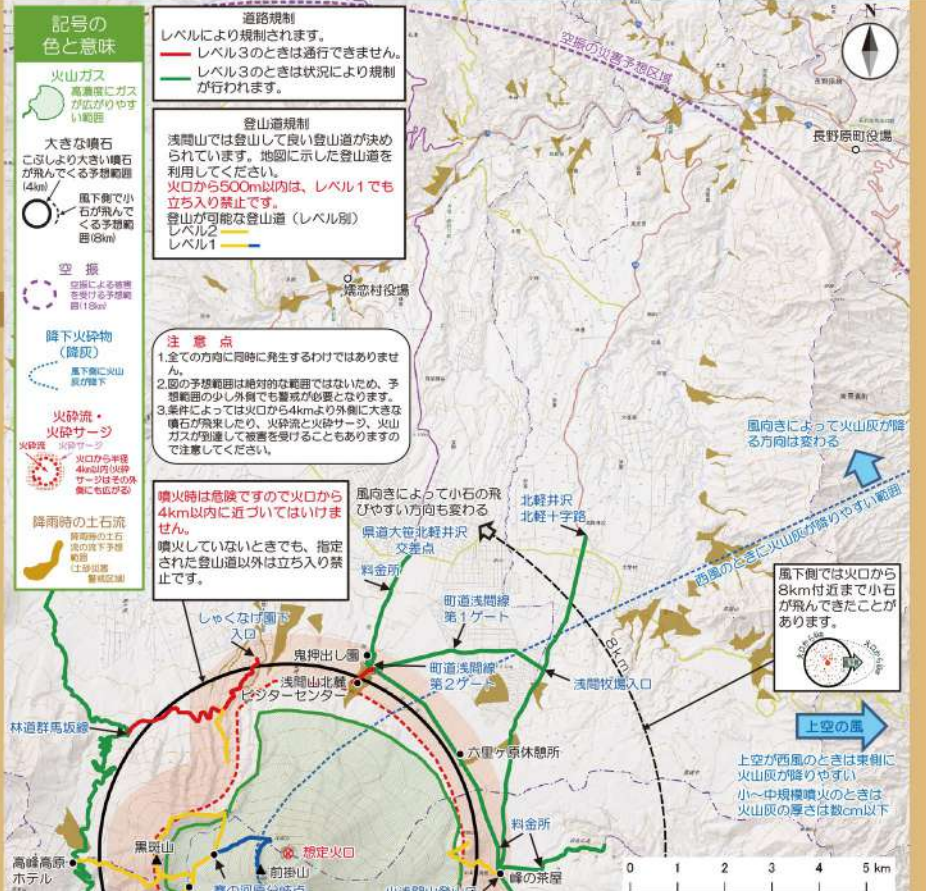 記号の
色と意味
火山ガス
高濃度にガス
が広がりやす
い範囲
大きな噴石
こぶしより大きい噴石
が飛んでくる予想範囲
(4km)
風下側で小
石が飛んで
くる予想範
囲(8km)
空振
空振による被害
を受ける予想範
囲(18km)
降下火砕物
(降灰)
風下側に火山
灰が降下
火砕流・
火砕サージ
火砕流 火砕サージ
火口から半径
4km以内(火砕
サージはその外
側にも広がる)
降雨時の土石流
降雨時の土石
流の流下予想
範囲
(土砂災害
警戒区域)
道路規制
レベルにより規制されます。
レベル3のときは通行できません。
レベル3のときは状況により規制
が行われます。
登山道規制
浅間山では登山して良い登山道が決め
られています。地図に示した登山道を
利用してください。
火口から500m以内は、レベル1でも
立ち入り禁止です。
登山が可能な登山道(レベル別)
レベル2
レベル1
空振の災害予想区域
N
長野原町役場
嬬恋村役場
注意点
1.全ての方向に同時に発生するわけではありませ
ん。
2.図の予想範囲は絶対的な範囲ではないため、予
想範囲の少し外側でも警戒が必要となります。
3.条件によっては火口から4kmより外側に大きな
噴石が飛来したり、火砕流と火砕サージ、火山
ガスが到達して被害を受けることもありますの
で注意してください。
風向きによって火山灰が降
る方向は変わる
噴火時は危険ですので火口から
4km以内に近づいてはいけま
せん。
噴火していないときでも、指定
された登山道以外は立ち入り禁
止です。
風向きによって小石の飛
びやすい方向も変わる
県道大笹北軽井沢
交差点
料金所
北軽井沢
北軽十字路
西風のときに火山灰が降りやすい範囲
風下側では火口から
8km付近まで小石
が飛んできたことが
あります。
火口から4km
火口から8km
しゃくなげ園下
入口
町道浅間線
第1ゲート
8km
鬼押出し園
町道浅間線
第2ゲート
浅間山北麓
ビジターセンター
浅間牧場入口
林道群馬坂線
上空の風
六里ヶ原休憩所
上空が西風のときは東側に
火山灰が降りやすい
小～中規模噴火のときは
火山灰の厚さは数cm以下
料金所
黒斑山
想定火口
前掛山
高峰高原
ホテル
峰の茶屋
0 1 2 3 4 5 km